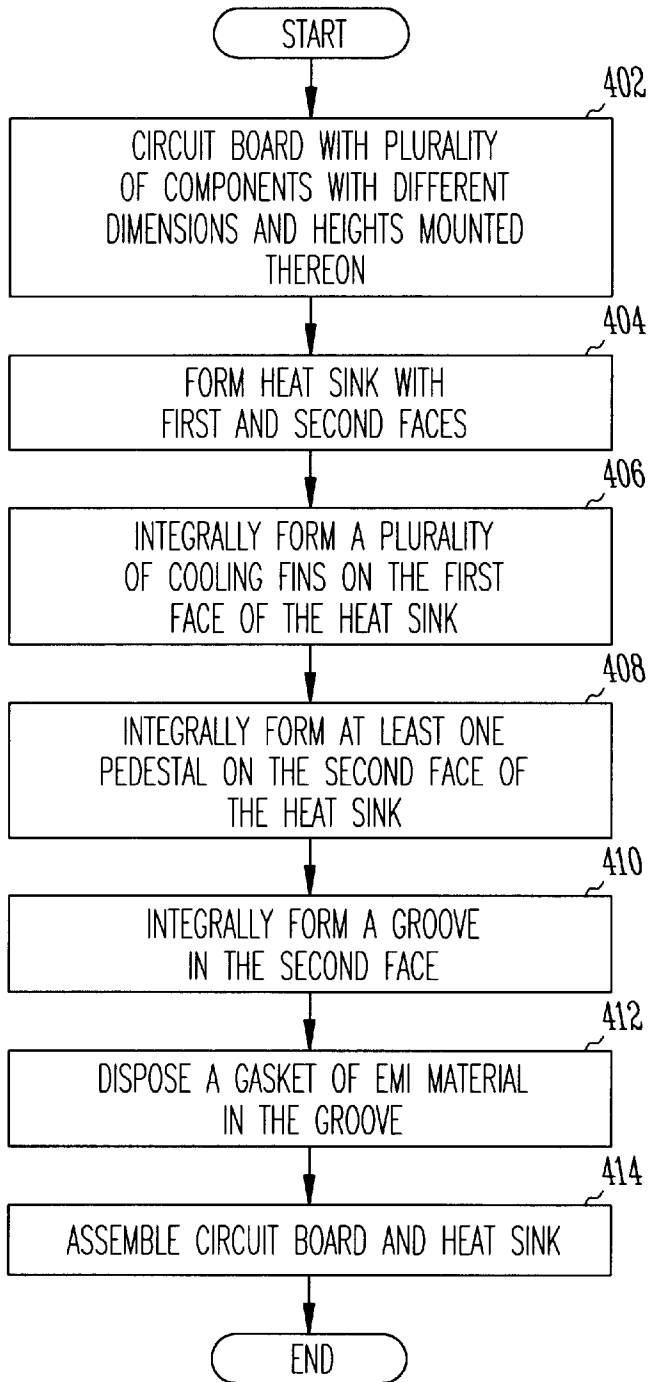 START
402
CIRCUIT BOARD WITH PLURALITY
OF COMPONENTS WITH DIFFERENT
DIMENSIONS AND HEIGHTS MOUNTED
THEREON
404
FORM HEAT SINK WITH
FIRST AND SECOND FACES
406
INTEGRALLY FORM A PLURALITY
OF COOLING FINS ON THE FIRST
FACE OF THE HEAT SINK
408
INTEGRALLY FORM AT LEAST ONE
PEDESTAL ON THE SECOND FACE OF
THE HEAT SINK
410
INTEGRALLY FORM A GROOVE
IN THE SECOND FACE
412
DISPOSE A GASKET OF EMI MATERIAL
IN THE GROOVE
414
ASSEMBLE CIRCUIT BOARD AND HEAT SINK
END